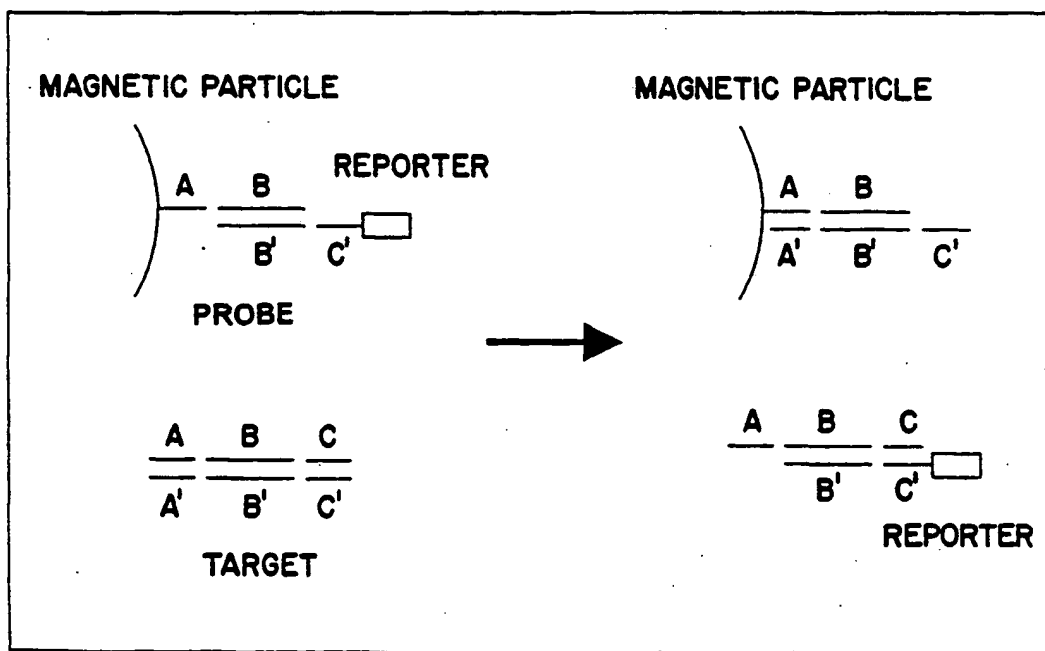 MAGNETIC PARTICLE
A B REPORTER
B' C'
PROBE
A B C
A' B' C'
TARGET
MAGNETIC PARTICLE
A B
A' B' C'
A B C
B' C'
REPORTER